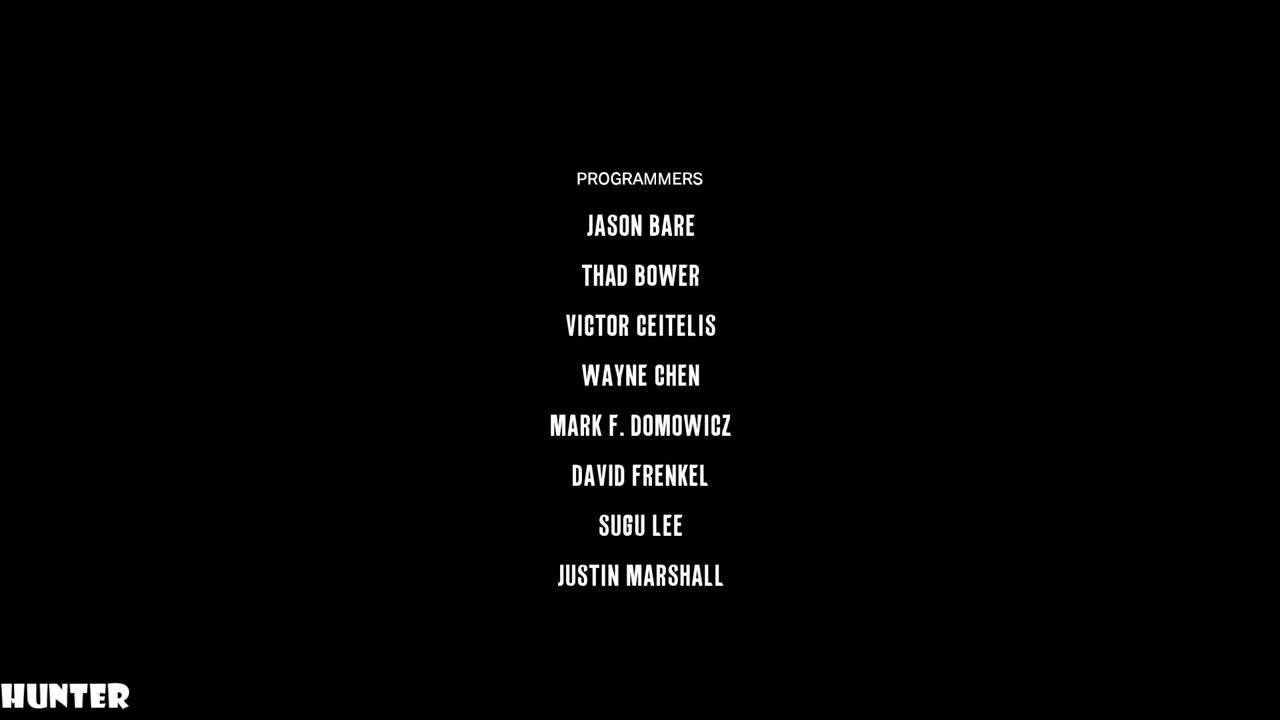 PROGRAMMERS
JASON BARE
THAD BOWER
VICTOR CEITELIS
WAYNE CHEN
MARK F. DOMOWICZ
DAVID FRENKEL
SUGU LEE
JUSTIN MARSHALL
HUNTER